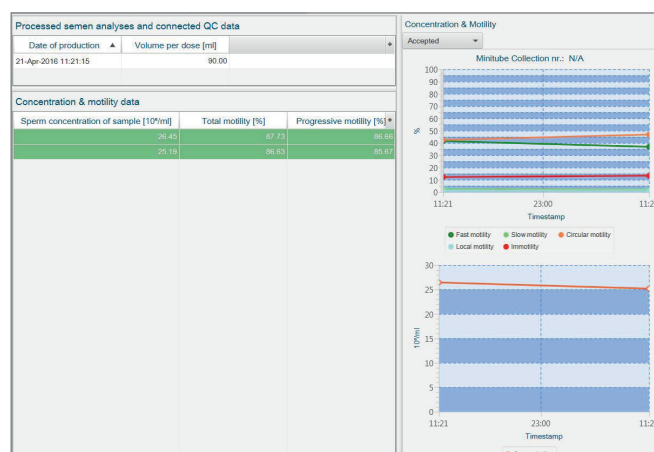 Processed semen analyses and connected QC data
Date of production ▲ Volume per dose [ml]
21-Apr-2016 11:21:15 90.00
Concentration & motility data
Sperm concentration of sample [10⁶/ml] Total motility [%] Progressive motility [%]
26.45 87.73 86.66
25.19 86.63 85.67
Concentration & Motility
Accepted
Minitube Collection nr.: N/A
100
90
80
70
60
50
40
30
20
10
0
%
11:21 23:00 11:2
Timestamp
Fast motility Slow motility Circular motility
Local motility Immotility
30
25
20
15
10
5
0
10⁶/ml
11:21 23:00 11:2
Timestamp